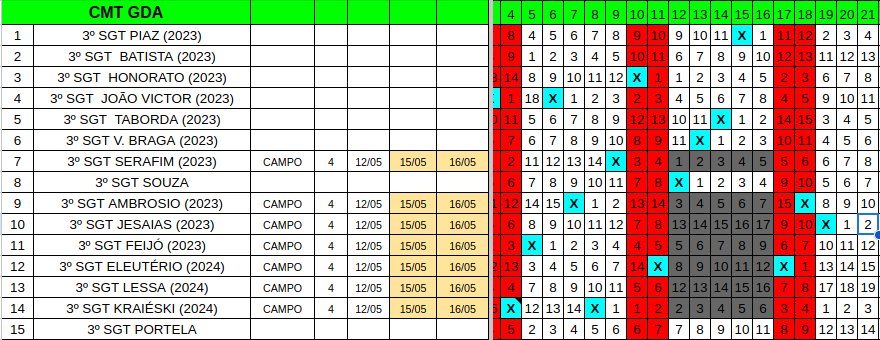 CMT GDA 4 5 6 7 8 9 10 11 12 13 14 15 16 17 18 19 20 21
1 3º SGT PIAZ (2023) 8 4 5 6 7 8 9 10 9 10 11 X 1 11 12 2 3 4
2 3º SGT BATISTA (2023) 9 1 2 3 4 5 10 11 6 7 8 9 10 12 13 11 12 13
3 3º SGT HONORATO (2023) 14 8 9 10 11 12 X 1 1 2 3 4 5 2 3 6 7 8
4 3º SGT JOÃO VICTOR (2023) 1 18 X 1 2 3 2 3 4 5 6 7 8 4 5 9 10 11
5 3º SGT TABORDA (2023) 11 6 7 8 9 10 12 13 11 12 X 1 2 14 15 3 4 5
6 3º SGT V. BRAGA (2023) 7 6 7 8 9 10 8 9 11 X 1 2 3 10 11 4 5 6
7 3º SGT SERAFIM (2023) CAMPO 4 12/05 15/05 16/05 2 11 12 13 14 X 3 4 1 2 3 4 5 5 6 6 7 8
8 3º SGT SOUZA 6 7 8 9 10 11 7 8 X 1 2 3 4 9 10 5 6 7
9 3º SGT AMBROSIO (2023) CAMPO 4 12/05 15/05 16/05 12 14 15 X 1 2 13 14 3 4 5 6 7 15 X 8 9 10
10 3º SGT JESAIAS (2023) CAMPO 4 12/05 15/05 16/05 6 8 9 10 11 12 7 8 13 14 15 16 17 9 10 X 1 2
11 3º SGT FEIJÓ (2023) CAMPO 4 12/05 15/05 16/05 3 X 1 2 3 4 4 5 5 6 7 8 9 6 7 10 11 12
12 3º SGT ELEUTÉRIO (2024) CAMPO 4 12/05 15/05 16/05 13 3 4 5 6 7 14 X 8 9 10 11 12 X 1 13 14 15
13 3º SGT LESSA (2024) CAMPO 4 12/05 15/05 16/05 4 7 8 9 10 11 5 6 12 13 14 15 16 7 8 17 18 19
14 3º SGT KRAIÉSKI (2024) CAMPO 4 12/05 15/05 16/05 X 12 13 14 X 1 1 2 2 3 4 5 6 3 4 1 2 3
15 3º SGT PORTELA 5 2 3 4 5 6 6 7 7 8 9 10 11 8 9 12 13 14